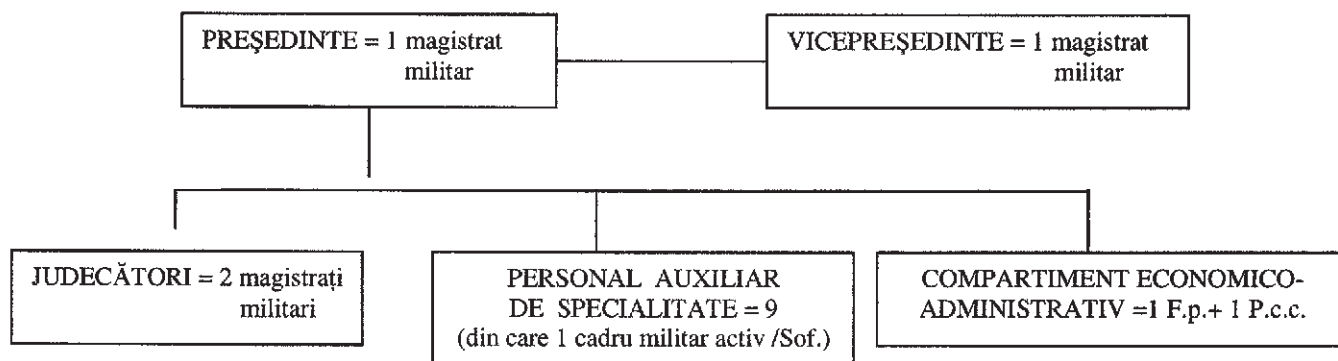 PREŞEDINTE = 1 magistrat
militar
VICEPREŞEDINTE = 1 magistrat
militar
JUDECĂTORI = 2 magistraţi
militari
PERSONAL AUXILIAR
DE SPECIALITATE = 9
(din care 1 cadru militar activ /Sof.)
COMPARTIMENT ECONOMICO-
ADMINISTRATIV =1 F.p.+ 1 P.c.c.